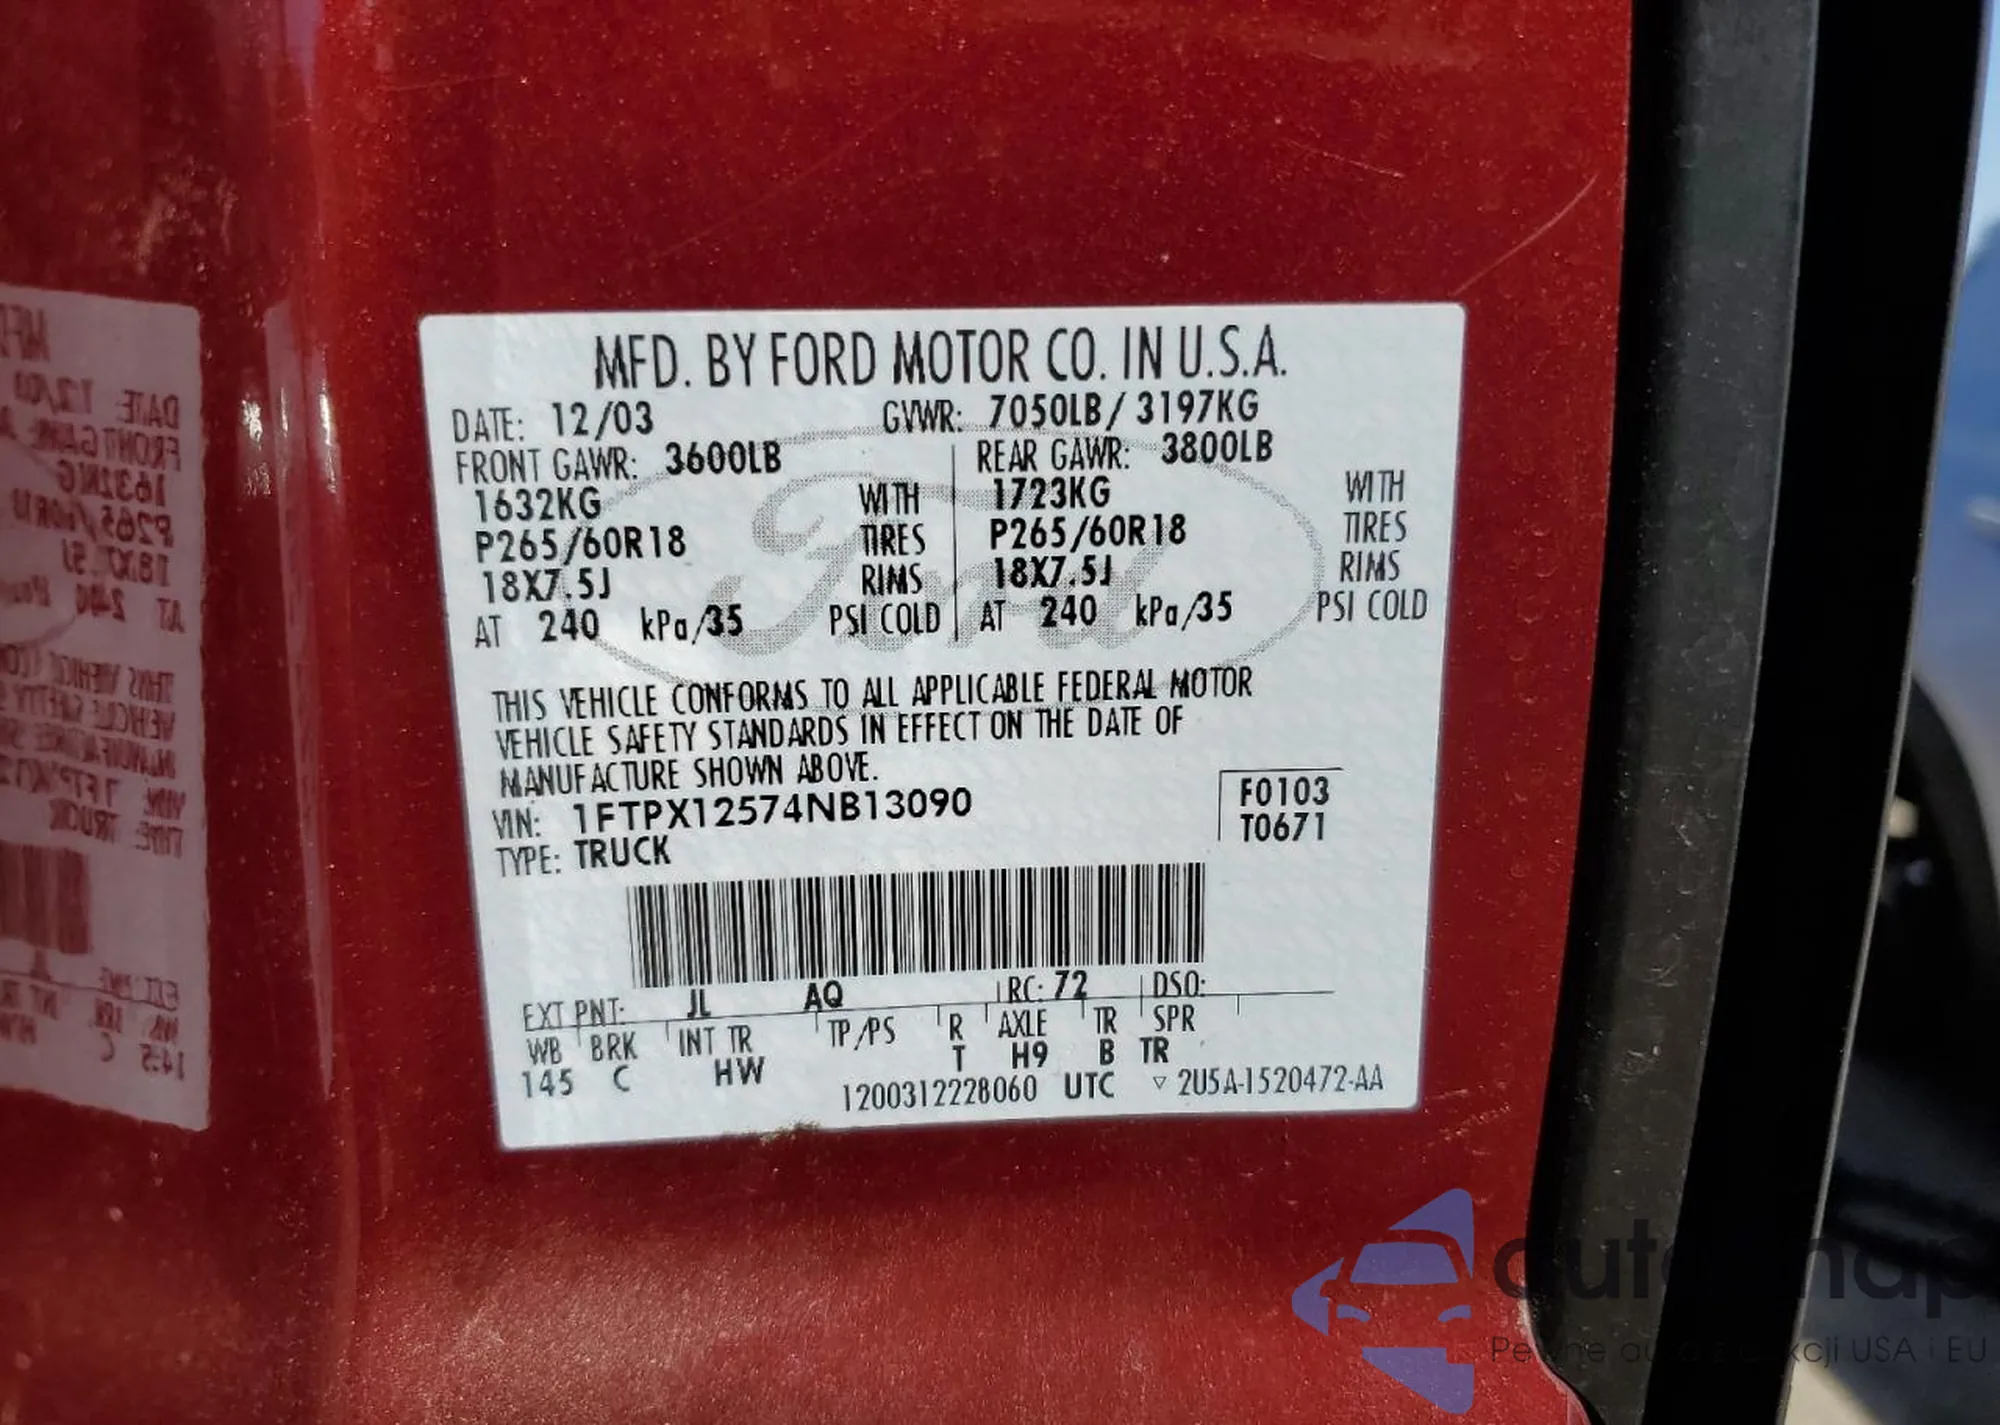 MFD. BY FORD MOTOR CO. IN U.S.A.
DATE: 12/03 GVWR: 7050LB / 3197KG
FRONT GAWR: 3600LB REAR GAWR: 3800LB
1632KG WITH 1723KG WITH
P265/60R18 TIRES P265/60R18 TIRES
18X7.5J RIMS 18X7.5J RIMS
AT 240 kPa/35 PSI COLD AT 240 kPa/35 PSI COLD
Ford
THIS VEHICLE CONFORMS TO ALL APPLICABLE FEDERAL MOTOR
VEHICLE SAFETY STANDARDS IN EFFECT ON THE DATE OF
MANUFACTURE SHOWN ABOVE.
VIN: 1FTPX12574NB13090 F0103
TYPE: TRUCK T0671
EXT PNT: JL AQ RC: 72 DSO:
WB BRK INT TR TP/PS R AXLE TR SPR
145 C HW T H9 B TR
1200312228060 UTC ▽ 2U5A-1520472-AA
USA i EU